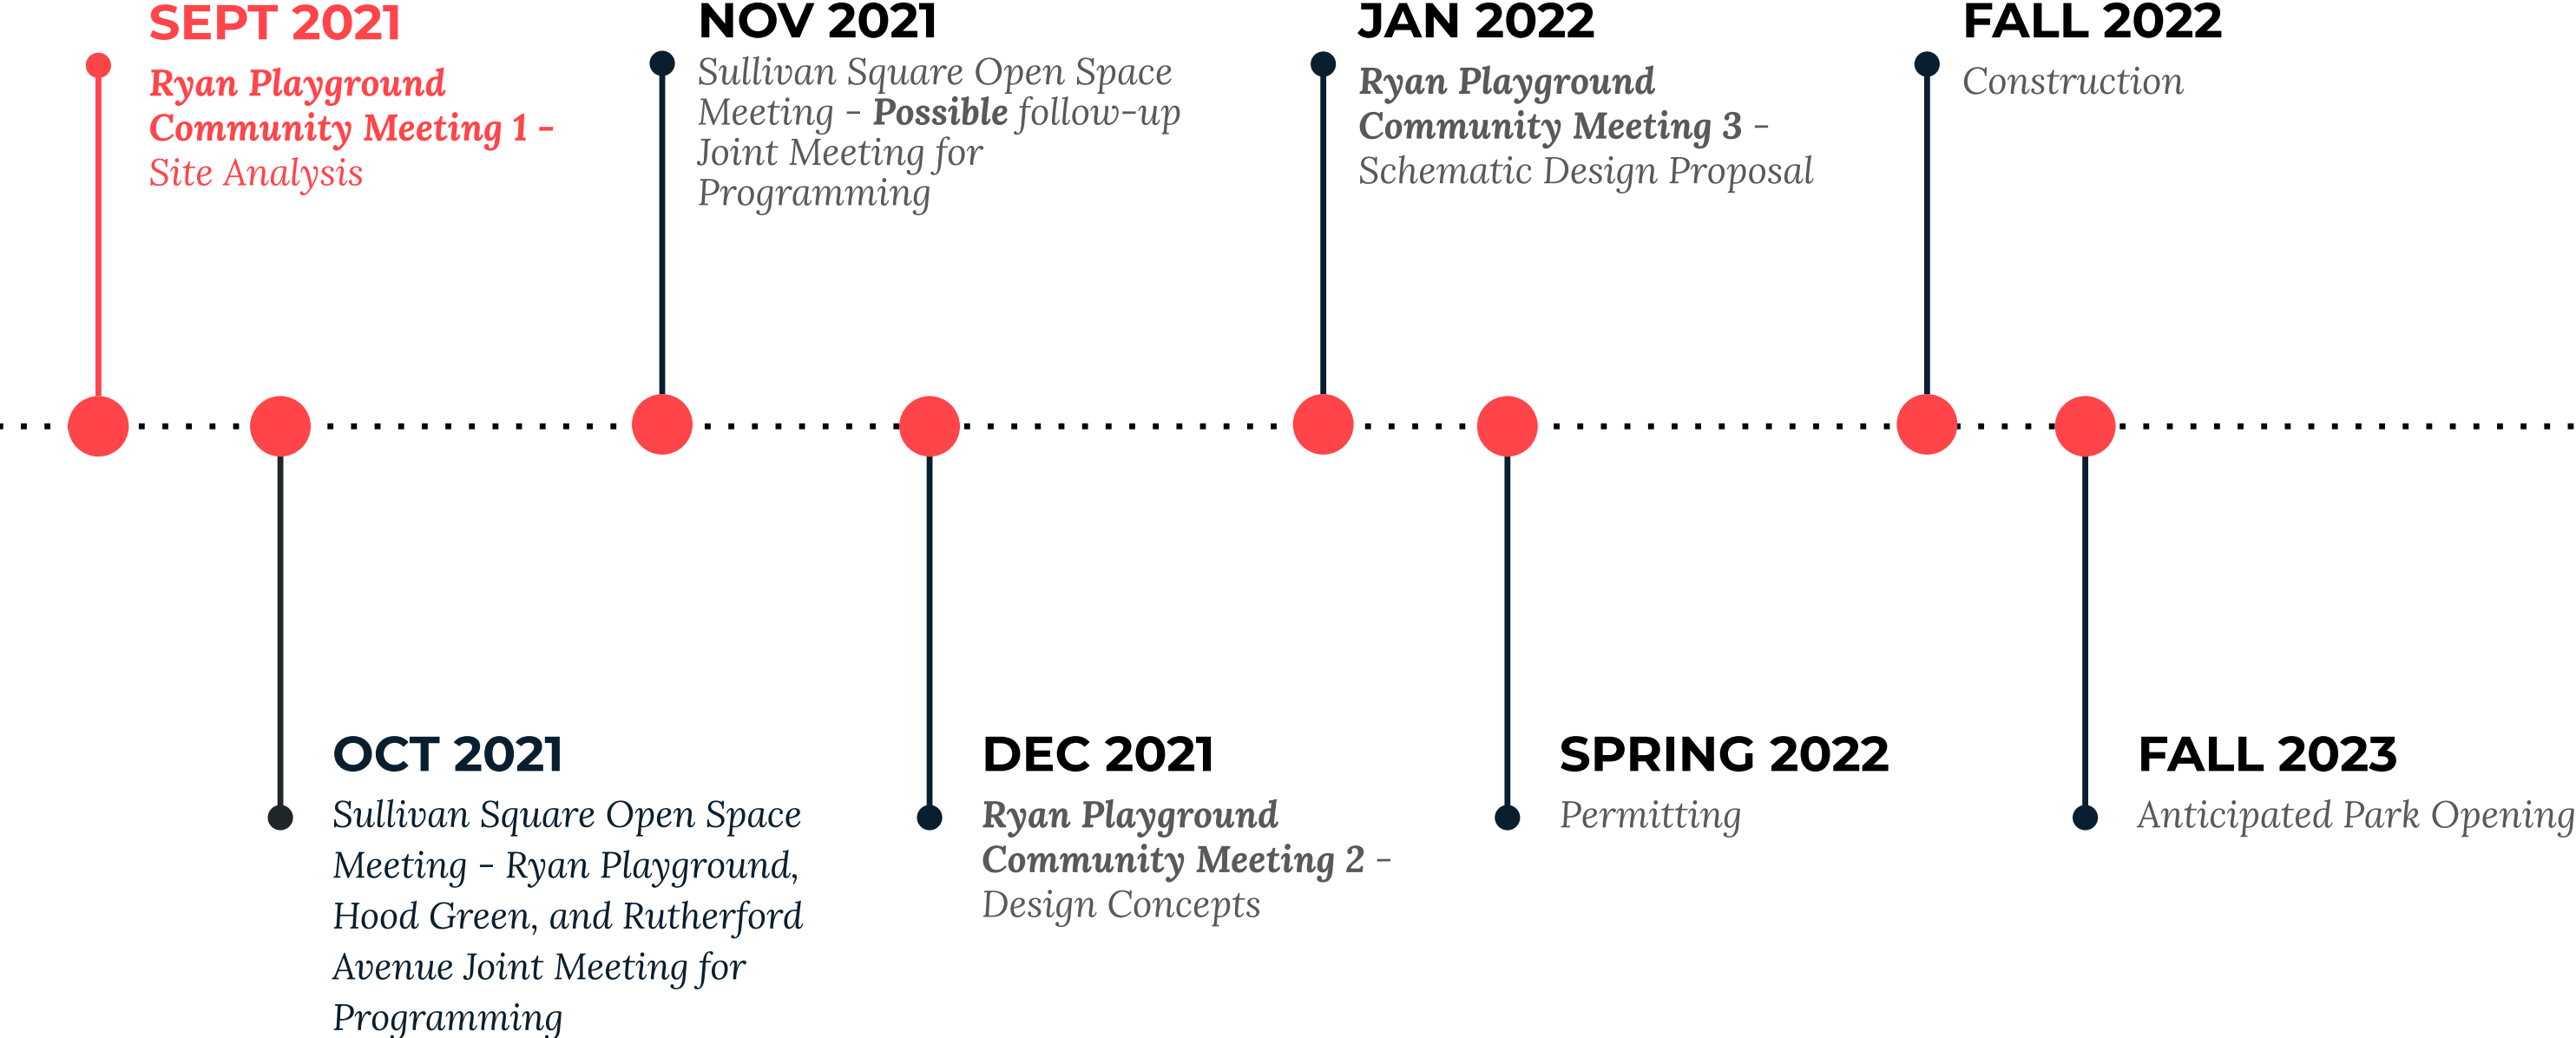 SEPT 2021
Ryan Playground
Community Meeting 1 -
Site Analysis
OCT 2021
Sullivan Square Open Space
Meeting - Ryan Playground,
Hood Green, and Rutherford
Avenue Joint Meeting for
Programming
NOV 2021
Sullivan Square Open Space
Meeting - Possible follow-up
Joint Meeting for
Programming
DEC 2021
Ryan Playground
Community Meeting 2 -
Design Concepts
JAN 2022
Ryan Playground
Community Meeting 3 -
Schematic Design Proposal
SPRING 2022
Permitting
FALL 2022
Construction
FALL 2023
Anticipated Park Opening